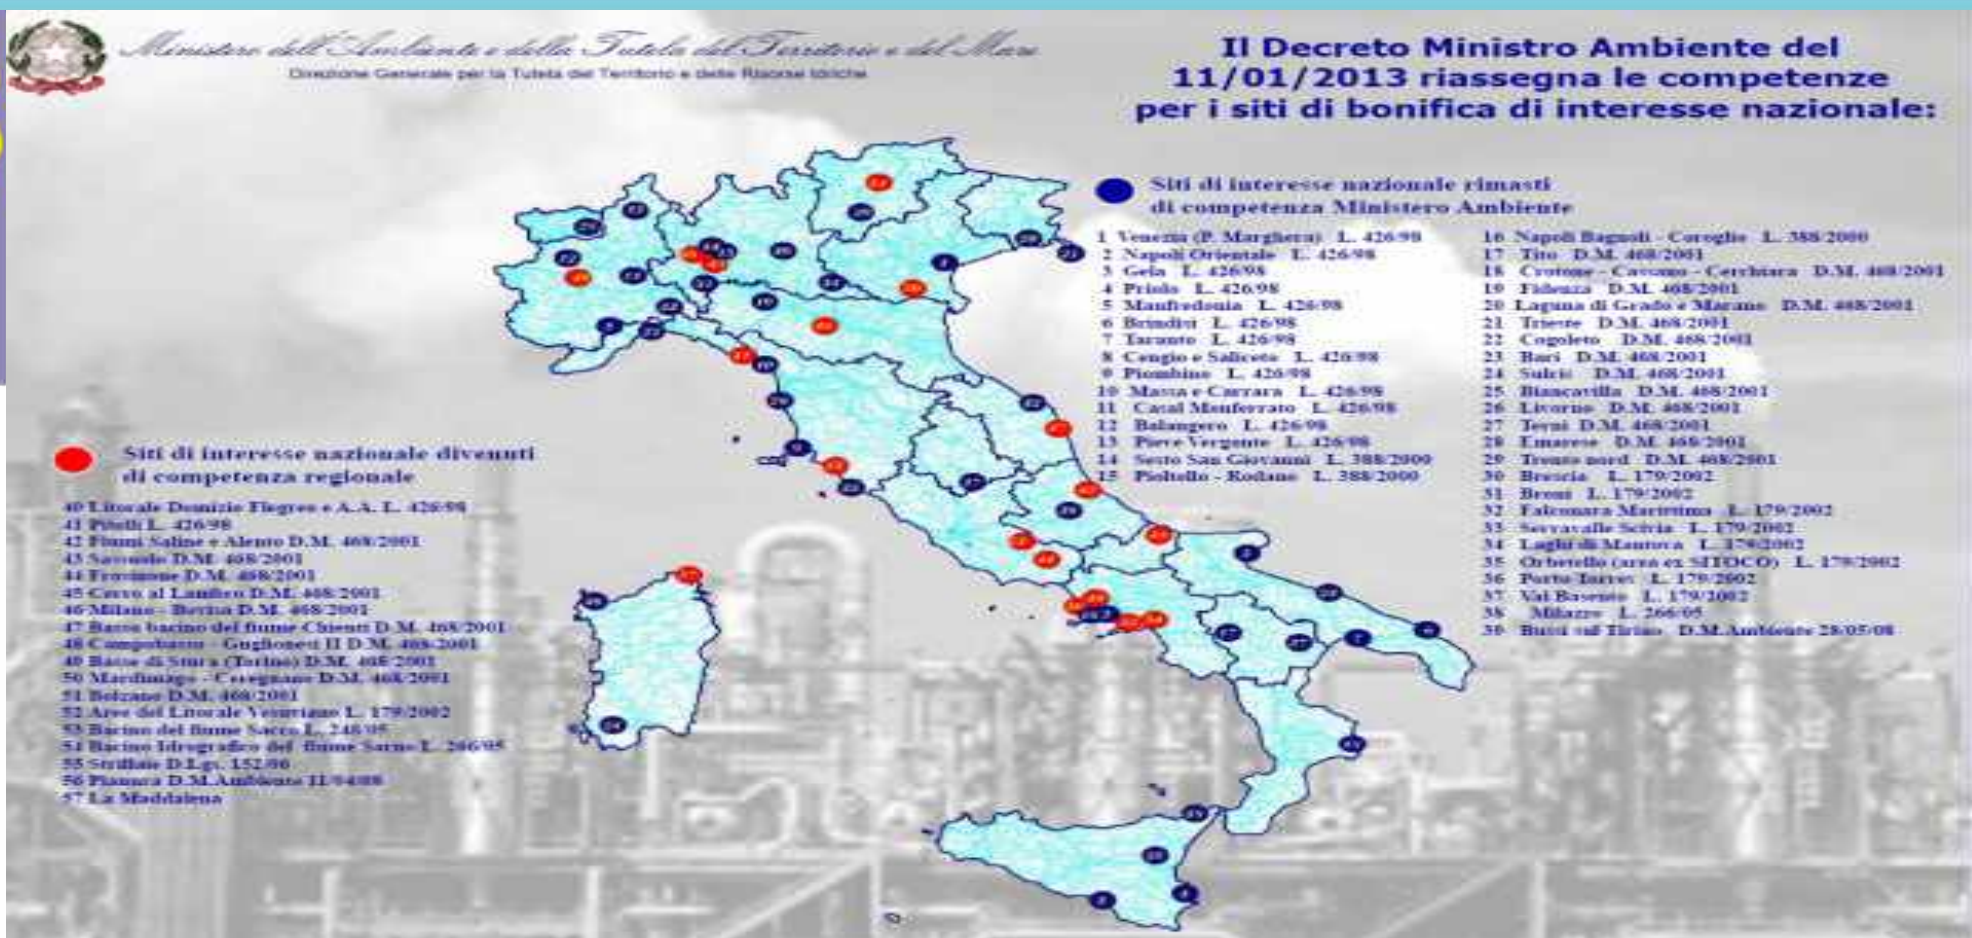 Ministero dell'Ambiente e della Tutela del Territorio e del Mare
Direzione Generale per la Tutela del Territorio e delle Risorse Idriche
Il Decreto Ministro Ambiente del
11/01/2013 riassegna le competenze
per i siti di bonifica di interesse nazionale:
Siti di interesse nazionale rimasti
di competenza Ministero Ambiente
1 Venezia (P. Marghera) L. 426/98
2 Napoli Orientale L. 426/98
3 Gela L. 426/98
4 Priolo L. 426/98
5 Manfredonia L. 426/98
6 Brindisi L. 426/98
7 Taranto L. 426/98
8 Cengio e Saliceto L. 426/98
9 Piombino L. 426/98
10 Massa e Carrara L. 426/98
11 Casal Monferrato L. 426/98
12 Balangero L. 426/98
13 Pieve Vergonte L. 426/98
14 Sesto San Giovanni L. 388/2000
15 Pioltello - Rodano L. 388/2000
16 Napoli Bagnoli - Coroglio L. 388/2000
17 Tito D.M. 468/2001
18 Crotone - Cassano - Cerchiara D.M. 468/2001
19 Fidenza D.M. 468/2001
20 Laguna di Grado e Marano D.M. 468/2001
21 Trieste D.M. 468/2001
22 Cogoleto D.M. 468/2001
23 Bari D.M. 468/2001
24 Sulcis D.M. 468/2001
25 Biancavilla D.M. 468/2001
26 Livorno D.M. 468/2001
27 Terni D.M. 468/2001
28 Emarese D.M. 468/2001
29 Trento nord D.M. 468/2001
30 Brescia L. 179/2002
31 Broni L. 179/2002
32 Falconara Marittima L. 179/2002
33 Serravalle Scrivia L. 179/2002
34 Laghi di Mantova L. 179/2002
35 Orbetello (area ex SITOCO) L. 179/2002
36 Porto Torres L. 179/2002
37 Val Basento L. 179/2002
38 Milazzo L. 266/05
39 Bussi sul Tirino D.M.Ambiente 28/05/08
Siti di interesse nazionale divenuti
di competenza regionale
40 Litorale Domizio Flegreo e A.A. L. 426/98
41 Pitelli L. 426/98
42 Fiumi Saline e Alento D.M. 468/2001
43 Sassuolo D.M. 468/2001
44 Frosinone D.M. 468/2001
45 Cerro al Lambro D.M. 468/2001
46 Milano - Bovisa D.M. 468/2001
47 Basso bacino del fiume Chienti D.M. 468/2001
48 Campobasso - Guglionesi II D.M. 468/2001
49 Basse di Stura (Torino) D.M. 468/2001
50 Mardimago - Ceregnano D.M. 468/2001
51 Bolzano D.M. 468/2001
52 Aree del Litorale Vesuviano L. 179/2002
53 Bacino del fiume Sacco L. 248/05
54 Bacino Idrografico del fiume Sarno L. 266/05
55 Strillaie D.Lgs. 152/06
56 Pianura D.M.Ambiente 11/04/08
57 La Maddalena